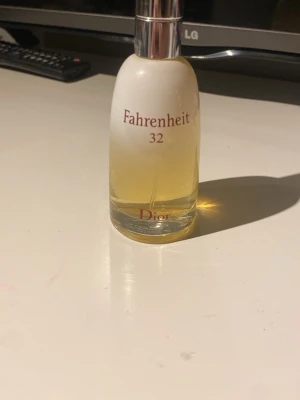 LG
Fahrenheit
32
Dior